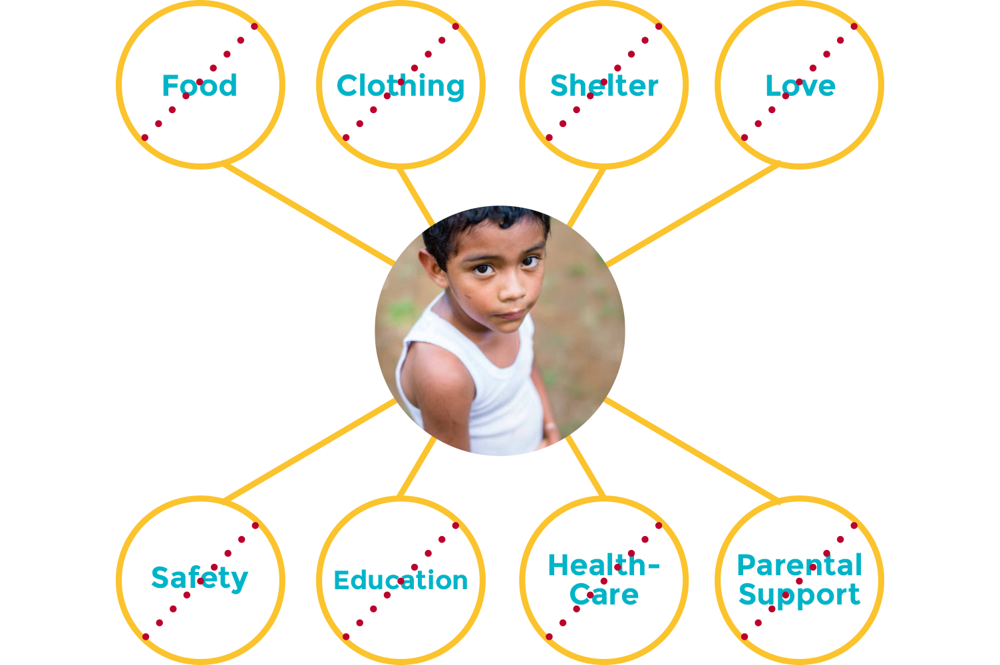 Food
Clothing
Shelter
Love
Safety
Education
Health-
Care
Parental
Support